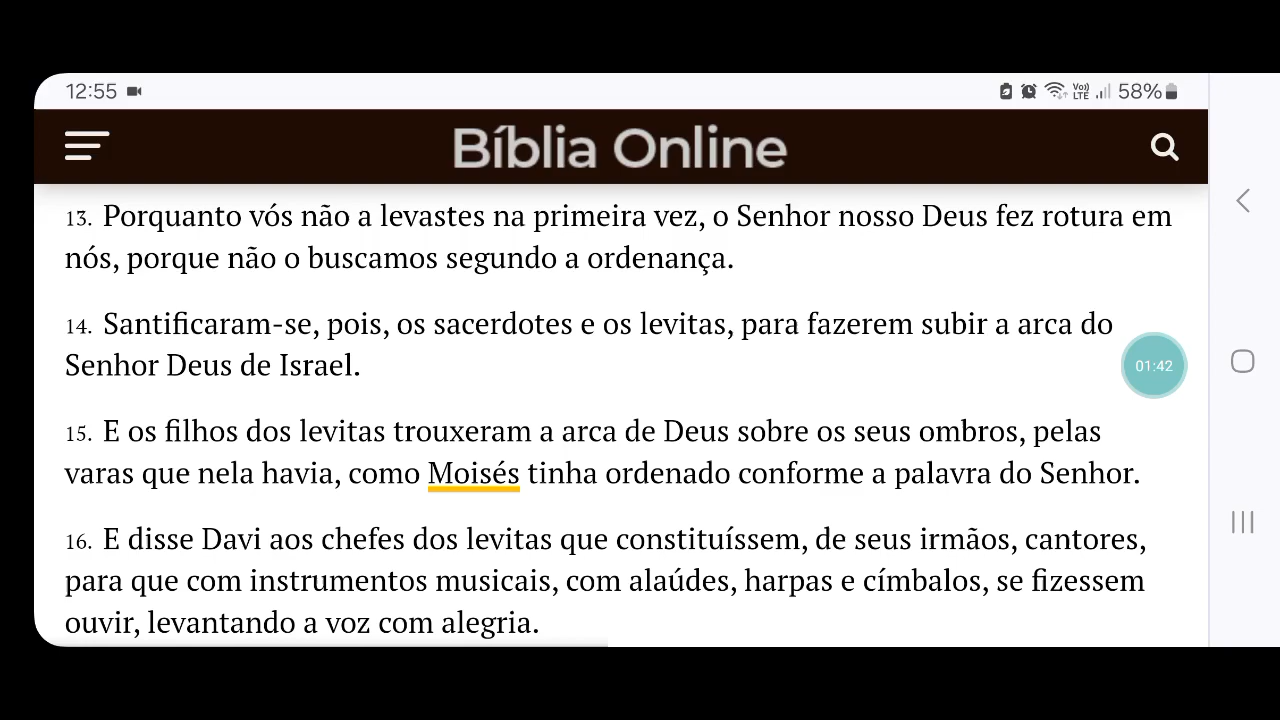 12:55
Vo))
LTE
58%
Bíblia Online
13. Porquanto vós não a levastes na primeira vez, o Senhor nosso Deus fez rotura em
nós, porque não o buscamos segundo a ordenança.
14. Santificaram-se, pois, os sacerdotes e os levitas, para fazerem subir a arca do
Senhor Deus de Israel.
01:42
15. E os filhos dos levitas trouxeram a arca de Deus sobre os seus ombros, pelas
varas que nela havia, como Moisés tinha ordenado conforme a palavra do Senhor.
16. E disse Davi aos chefes dos levitas que constituíssem, de seus irmãos, cantores,
para que com instrumentos musicais, com alaúdes, harpas e címbalos, se fizessem
ouvir, levantando a voz com alegria.